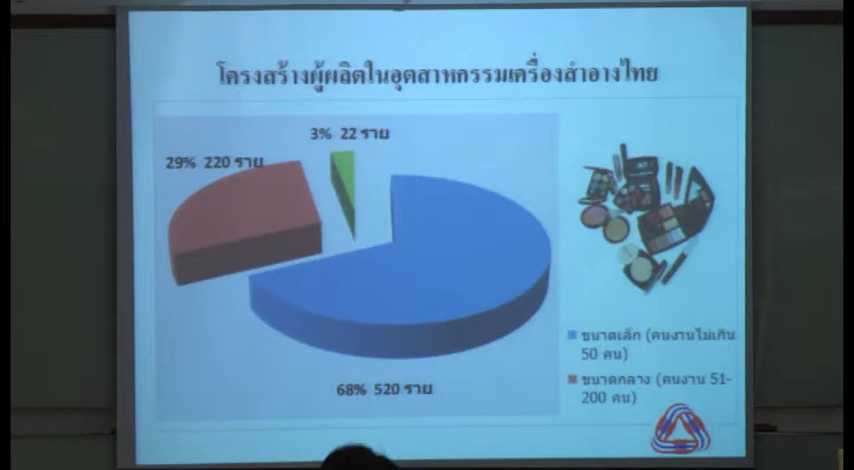 โครงสร้างผู้ผลิตในอุตสาหกรรมเครื่องสำอางไทย
3% 22 ราย
29% 220 ราย
68% 520 ราย
ขนาดเล็ก (คนงานไม่เกิน
50 คน)
ขนาดกลาง (คนงาน 51-
200 คน)